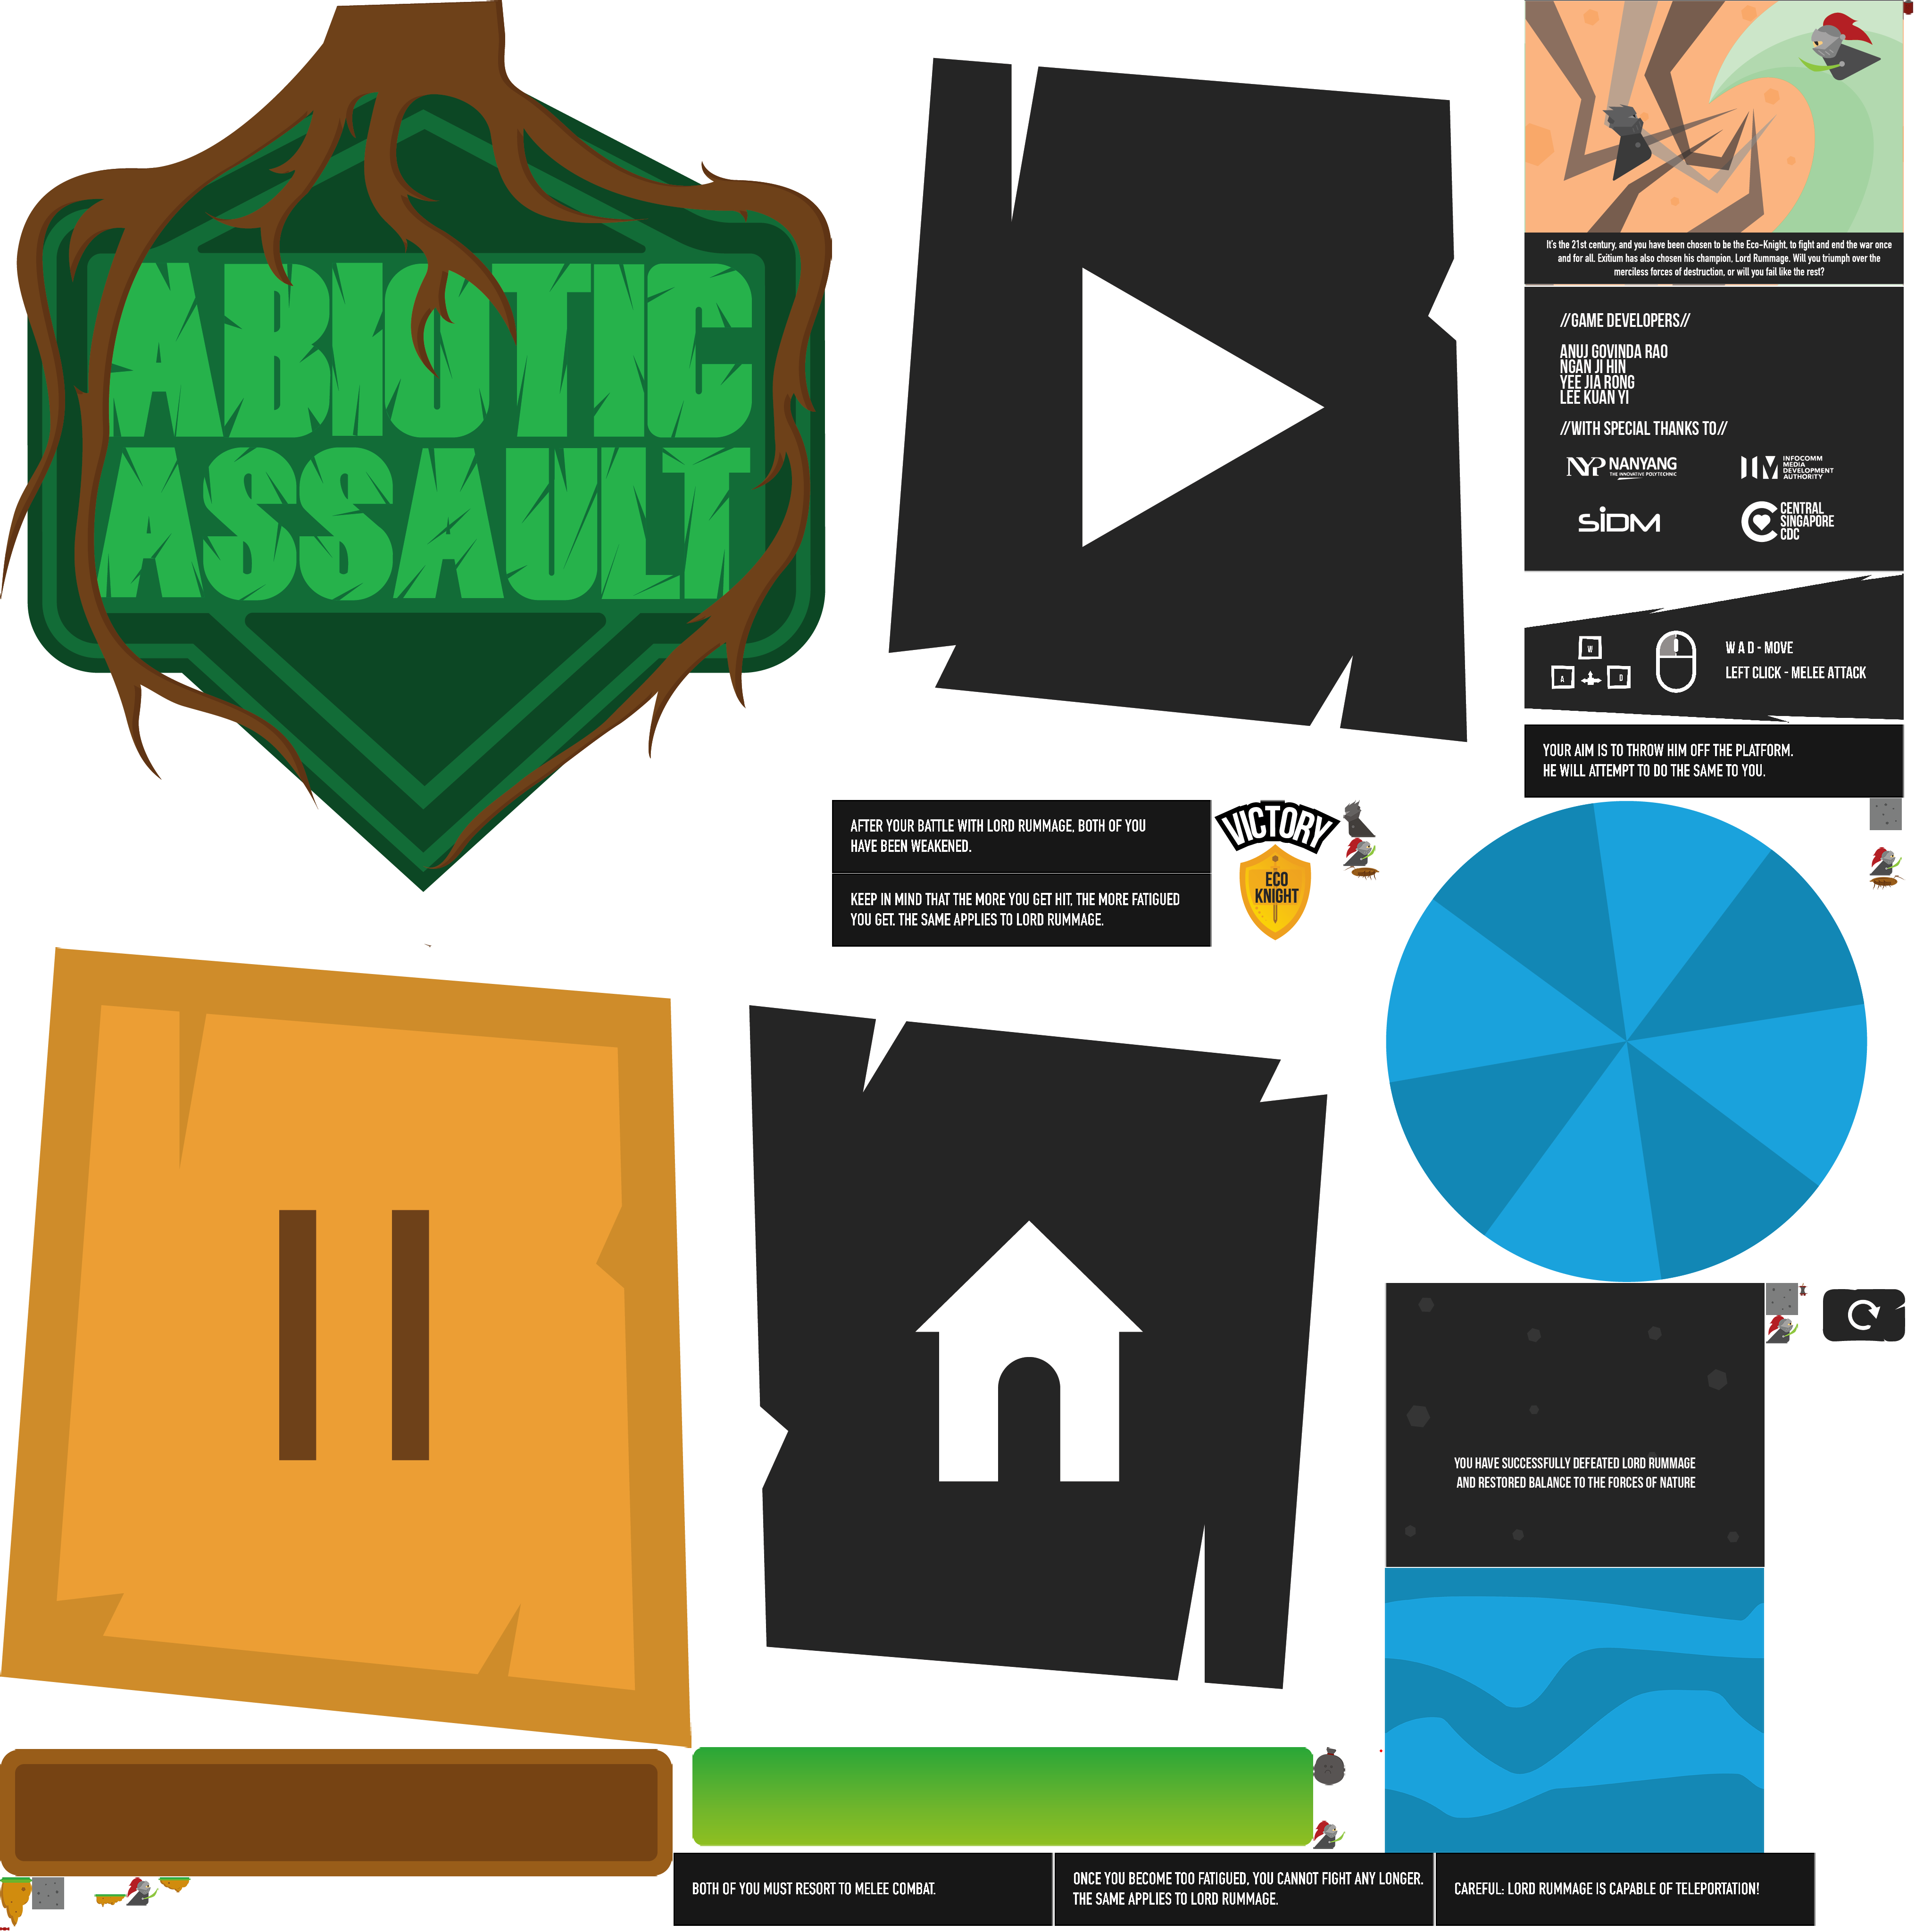 ABIOTIC
ASSAULT
It's the 21st century, and you have been chosen to be the Eco-Knight, to fight and end the war once
and for all. Exitium has also chosen his champion, Lord Rummage. Will you triumph over the
merciless forces of destruction, or will you fail like the rest?
//GAME DEVELOPERS//
ANUJ GOVINDA RAO
NGAN JI HIN
YEE JIA RONG
LEE KUAN YI
//WITH SPECIAL THANKS TO//
NYP NANYANG
THE INNOVATIVE POLYTECHNIC
INFOCOMM
MEDIA
DEVELOPMENT
AUTHORITY
SIDM
CENTRAL
SINGAPORE
CDC
W
A
D
W A D - MOVE
LEFT CLICK - MELEE ATTACK
YOUR AIM IS TO THROW HIM OFF THE PLATFORM.
HE WILL ATTEMPT TO DO THE SAME TO YOU.
AFTER YOUR BATTLE WITH LORD RUMMAGE, BOTH OF YOU
HAVE BEEN WEAKENED.
KEEP IN MIND THAT THE MORE YOU GET HIT, THE MORE FATIGUED
YOU GET. THE SAME APPLIES TO LORD RUMMAGE.
VICTORY
ECO
KNIGHT
YOU HAVE SUCCESSFULLY DEFEATED LORD RUMMAGE
AND RESTORED BALANCE TO THE FORCES OF NATURE
BOTH OF YOU MUST RESORT TO MELEE COMBAT.
ONCE YOU BECOME TOO FATIGUED, YOU CANNOT FIGHT ANY LONGER.
THE SAME APPLIES TO LORD RUMMAGE.
CAREFUL: LORD RUMMAGE IS CAPABLE OF TELEPORTATION!